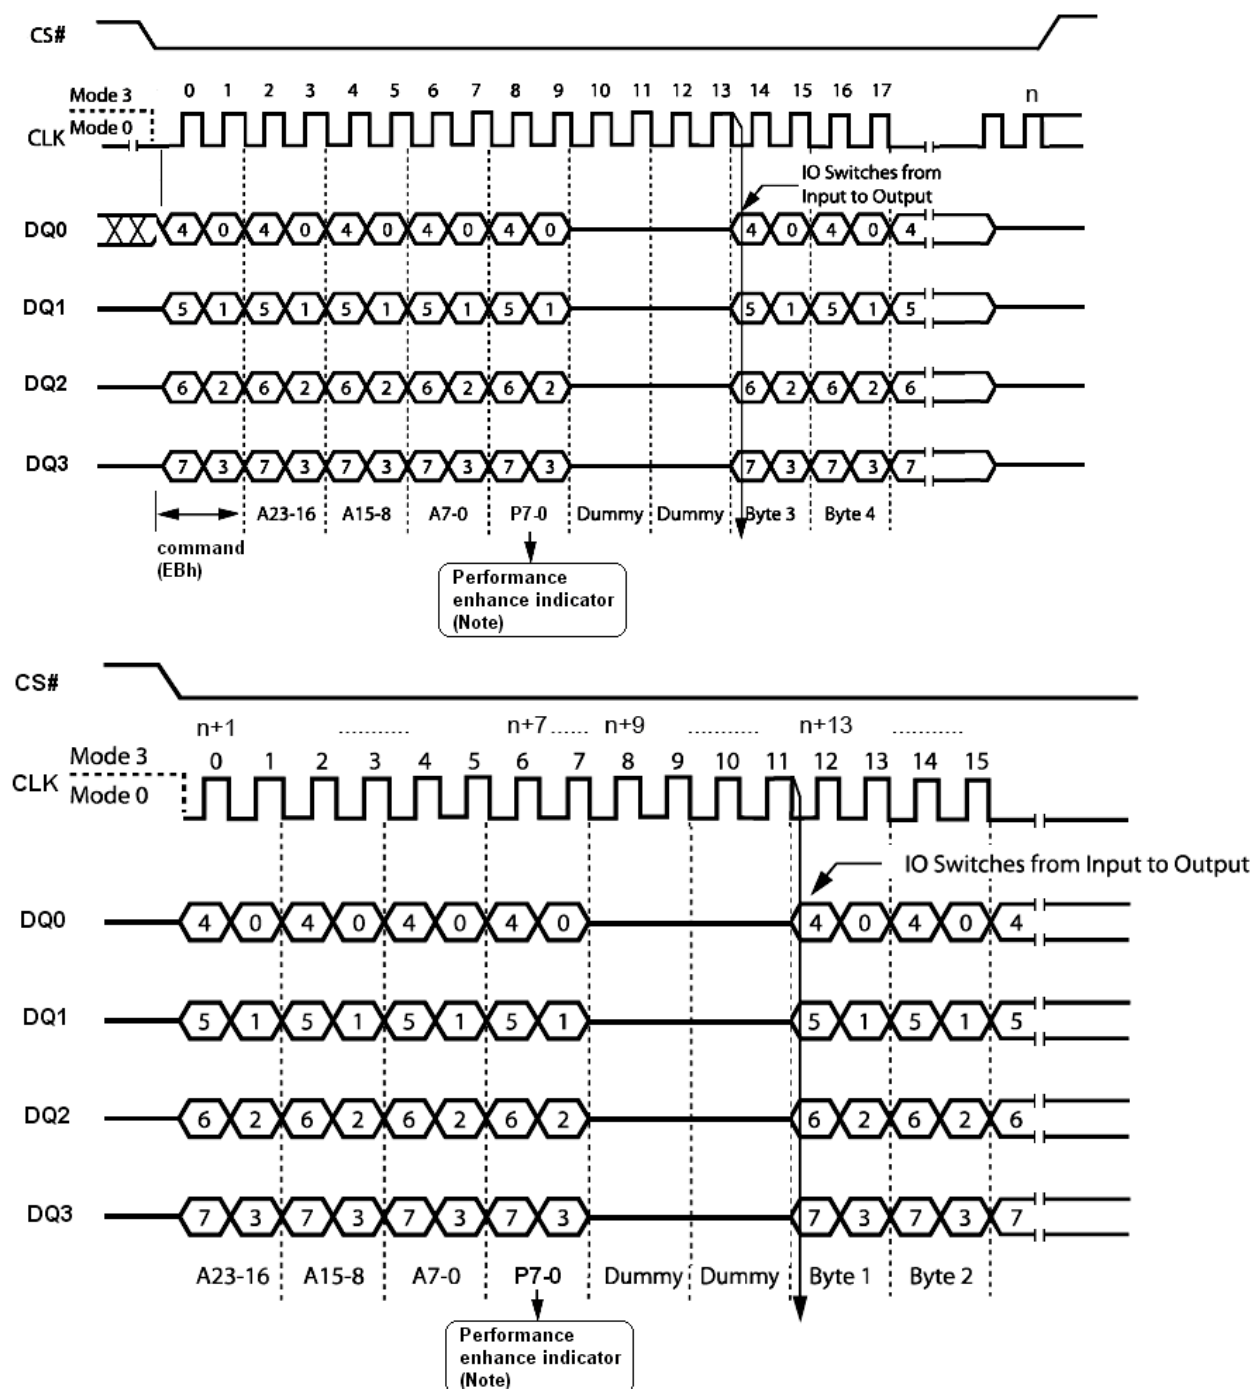 CS#
0 1 2 3 4 5 6 7 8 9 10 11 12 13 14 15 16 17 n
Mode 3
CLK Mode 0
IO Switches from
Input to Output
DQ0 4 0 4 0 4 0 4 0 4 0 4 0 4 0 4
DQ1 5 1 5 1 5 1 5 1 5 1 5 1 5 1 5
DQ2 6 2 6 2 6 2 6 2 6 2 6 2 6 2 6
DQ3 7 3 7 3 7 3 7 3 7 3 7 3 7 3 7
A23-16 A15-8 A7-0 P7-0 Dummy Dummy Byte 3 Byte 4
command
(EBh)
Performance
enhance indicator
(Note)
CS#
n+1 ......... n+7 ...... n+9 .......... n+13 ..........
Mode 3 0 1 2 3 4 5 6 7 8 9 10 11 12 13 14 15
CLK Mode 0
IO Switches from Input to Output
DQ0 4 0 4 0 4 0 4 0 4 0 4 0 4
DQ1 5 1 5 1 5 1 5 1 5 1 5 1 5
DQ2 6 2 6 2 6 2 6 2 6 2 6 2 6
DQ3 7 3 7 3 7 3 7 3 7 3 7 3 7
A23-16 A15-8 A7-0 P7-0 Dummy Dummy Byte 1 Byte 2
Performance
enhance indicator
(Note)